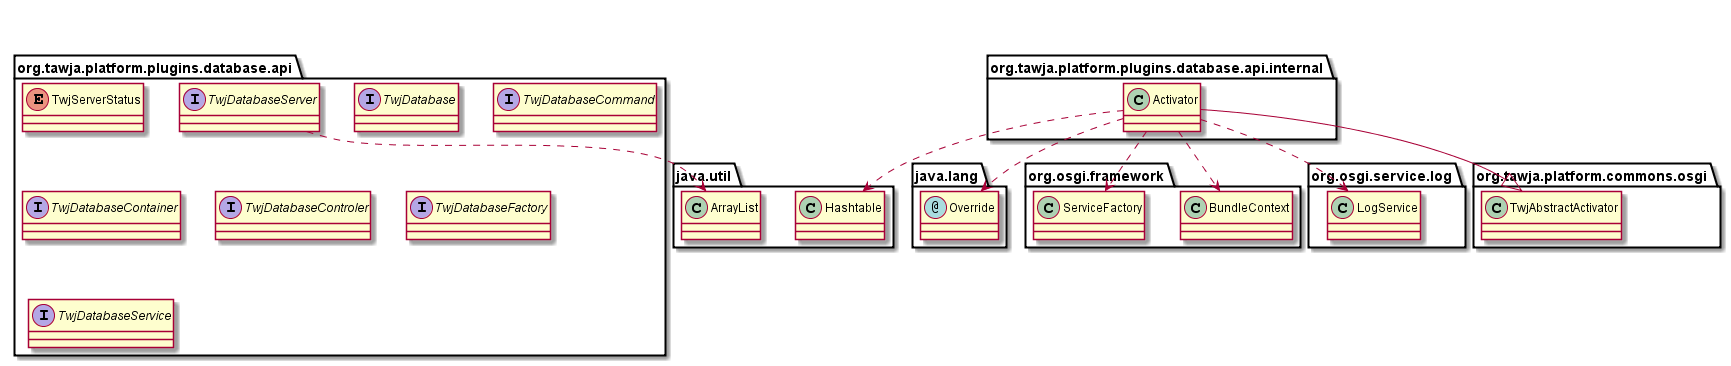 org.tawja.platform.plugins.database.api
org.tawja.platform.plugins.database.api.internal
E TwjServerStatus
I TwjDatabaseServer
I TwjDatabase
I TwjDatabaseCommand
C Activator
java.util
java.lang
org.osgi.framework
org.osgi.service.log
org.tawja.platform.commons.osgi
I TwjDatabaseContainer
I TwjDatabaseControler
I TwjDatabaseFactory
C ArrayList
C Hashtable
@ Override
C ServiceFactory
C BundleContext
C LogService
C TwjAbstractActivator
I TwjDatabaseService